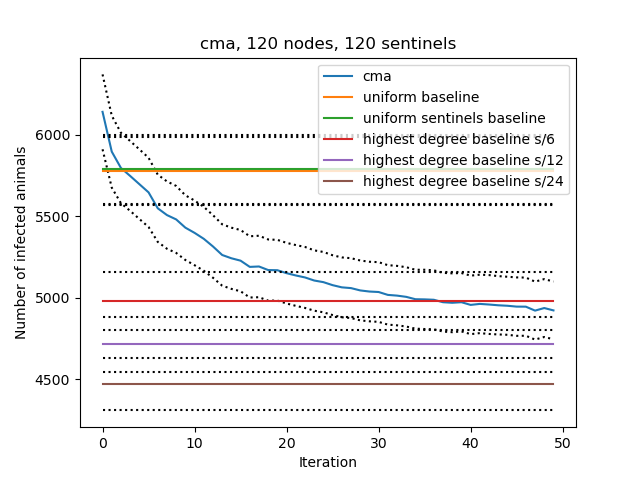 cma, 120 nodes, 120 sentinels
cma
uniform baseline
uniform sentinels baseline
highest degree baseline s/6
highest degree baseline s/12
highest degree baseline s/24
Number of infected animals
6000
5500
5000
4500
0 10 20 30 40 50
Iteration